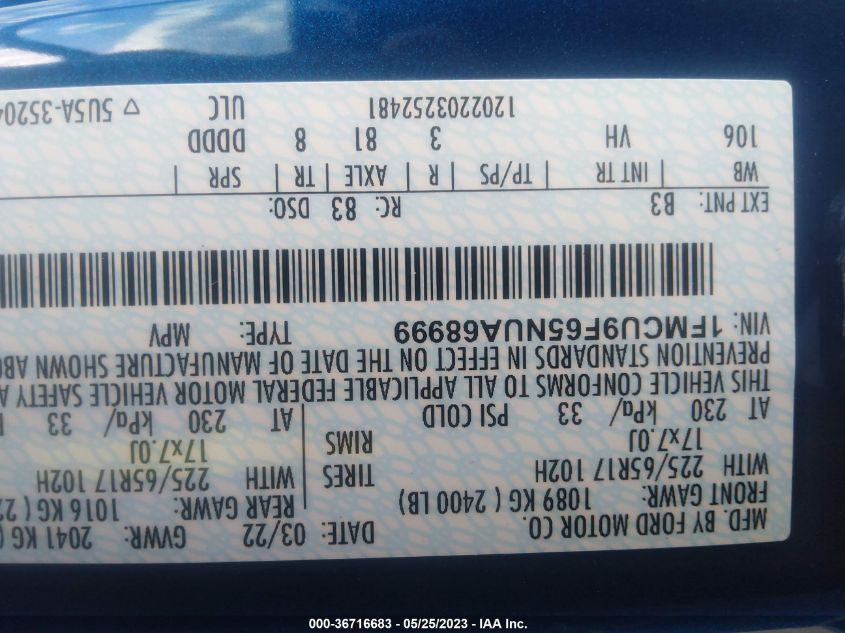 MFD. BY FORD MOTOR CO.
DATE: 03/22 GVWR: 2041 KG (
FRONT GAWR: 1089 KG ( 2400 LB) REAR GAWR: 1016 KG ( 22
WITH 225/65R17 102H TIRES WITH 225/65R17 102H
17x7.0J RIMS 17x7.0J
AT 230 kPa/ 33 PSI COLD AT 230 kPa/ 33
THIS VEHICLE CONFORMS TO ALL APPLICABLE FEDERAL MOTOR VEHICLE SAFETY A
PREVENTION STANDARDS IN EFFECT ON THE DATE OF MANUFACTURE SHOWN ABO
VIN: 1FMCU9F65NUA68999 TYPE: MPV
EXT PNT: B3 RC: 83 DSO:
WB INT TR TP/PS R AXLE TR SPR
106 VH 3 81 8 DDDD
1202203252481 ULC ▽ 5U5A-3520
000-36716683 - 05/25/2023 - IAA Inc.